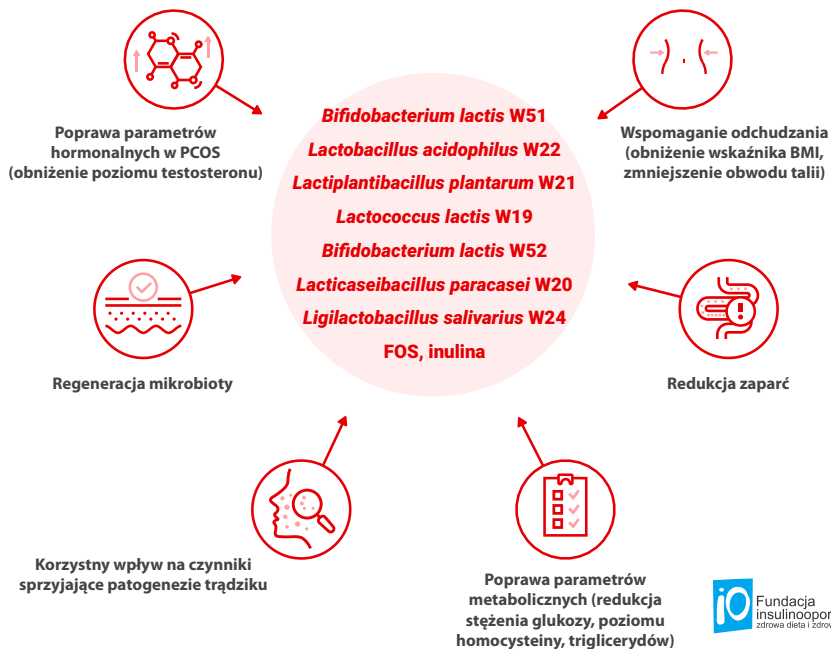 Poprawa parametrów
hormonalnych w PCOS
(obniżenie poziomu testosteronu)
Wspomaganie odchudzania
(obniżenie wskaźnika BMI,
zmniejszenie obwodu talii)
Bifidobacterium lactis W51
Lactobacillus acidophilus W22
Lactiplantibacillus plantarum W21
Lactococcus lactis W19
Bifidobacterium lactis W52
Lacticaseibacillus paracasei W20
Ligilactobacillus salivarius W24
FOS, inulina
Regeneracja mikrobioty
Redukcja zaparć
Korzystny wpływ na czynniki
sprzyjające patogenezie trądziku
Poprawa parametrów
metabolicznych (redukcja
stężenia glukozy, poziomu
homocysteiny, triglicerydów)
iO
Fundacja
zdrowa dieta i